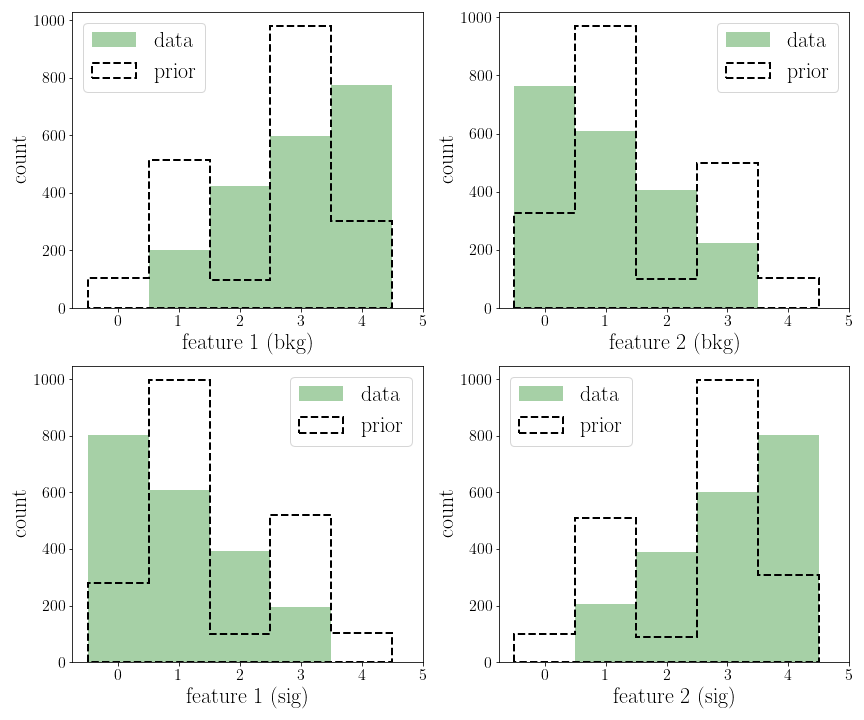 1000
800
600
400
200
0
count
data
prior
0 1 2 3 4 5
feature 1 (bkg)
1000
800
600
400
200
0
count
data
prior
0 1 2 3 4 5
feature 2 (bkg)
1000
800
600
400
200
0
count
data
prior
0 1 2 3 4 5
feature 1 (sig)
1000
800
600
400
200
0
count
data
prior
0 1 2 3 4 5
feature 2 (sig)